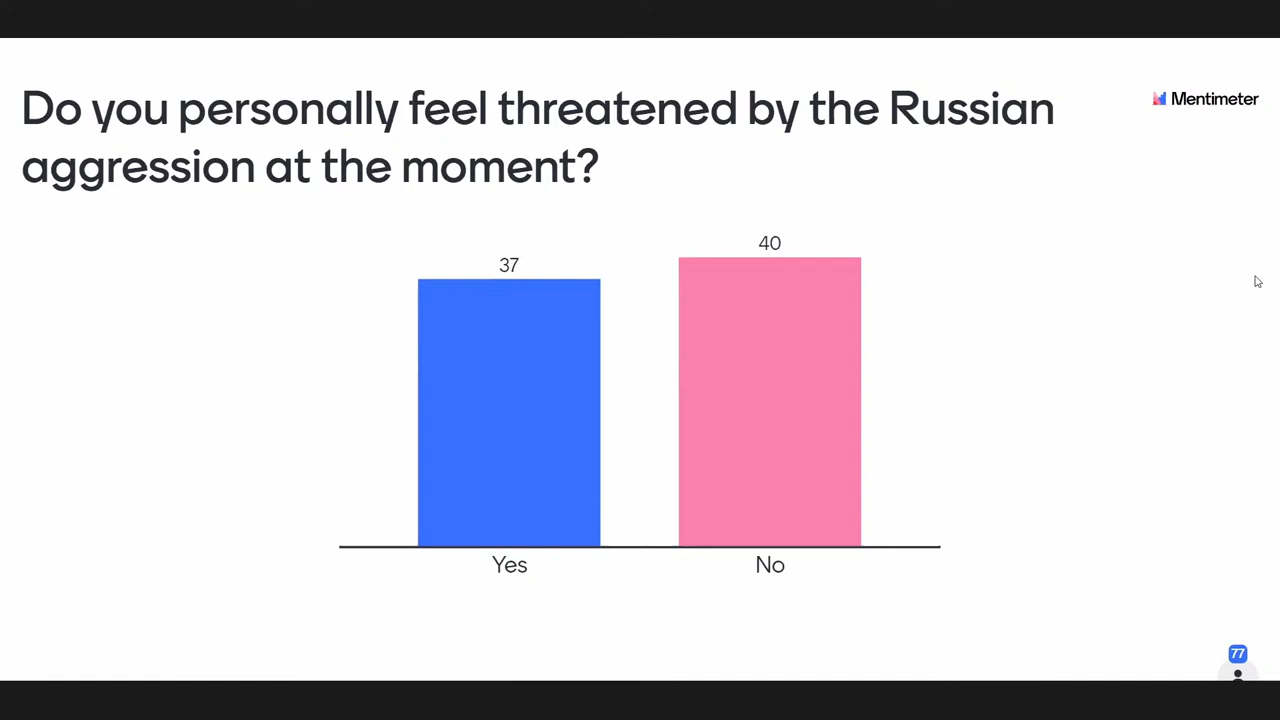 Do you personally feel threatened by the Russian
aggression at the moment?
Mentimeter
37
40
Yes
No
77